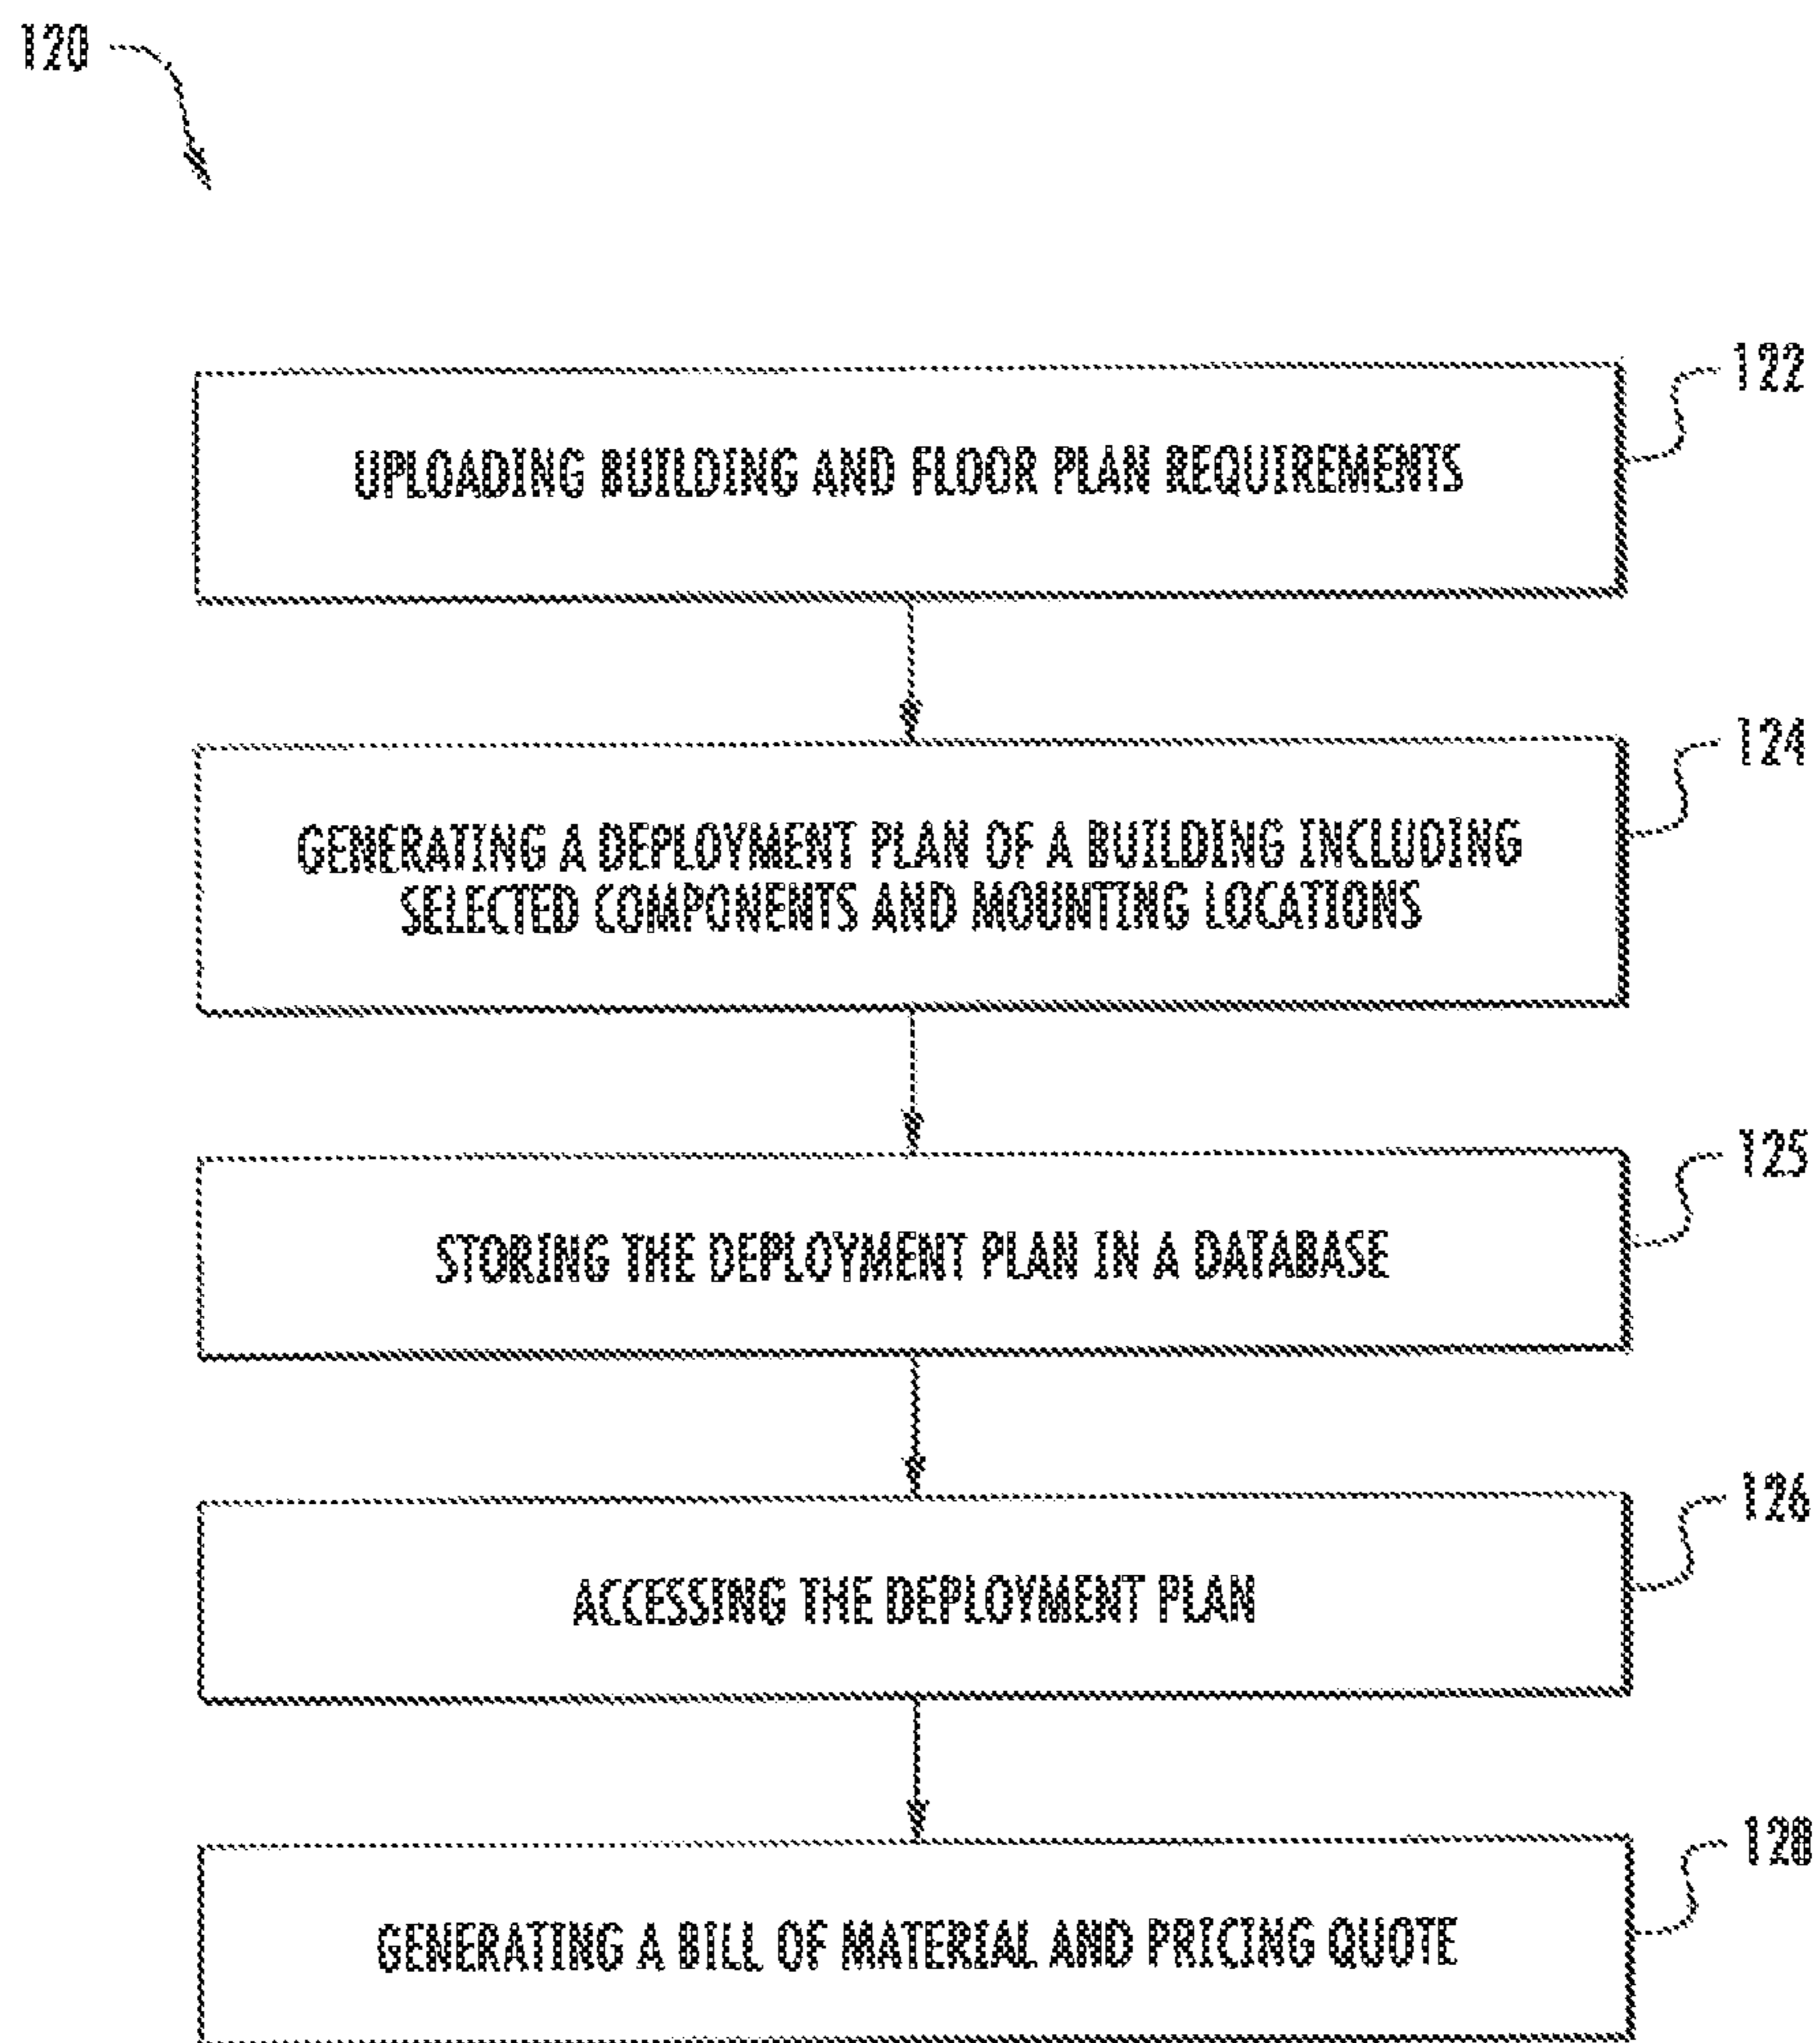 120
122
UPLOADING BUILDING AND FLOOR PLAN REQUIREMENTS
124
GENERATING A DEPLOYMENT PLAN OF A BUILDING INCLUDING
SELECTED COMPONENTS AND MOUNTING LOCATIONS
125
STORING THE DEPLOYMENT PLAN IN A DATABASE
126
ACCESSING THE DEPLOYMENT PLAN
128
GENERATING A BILL OF MATERIAL AND PRICING QUOTE